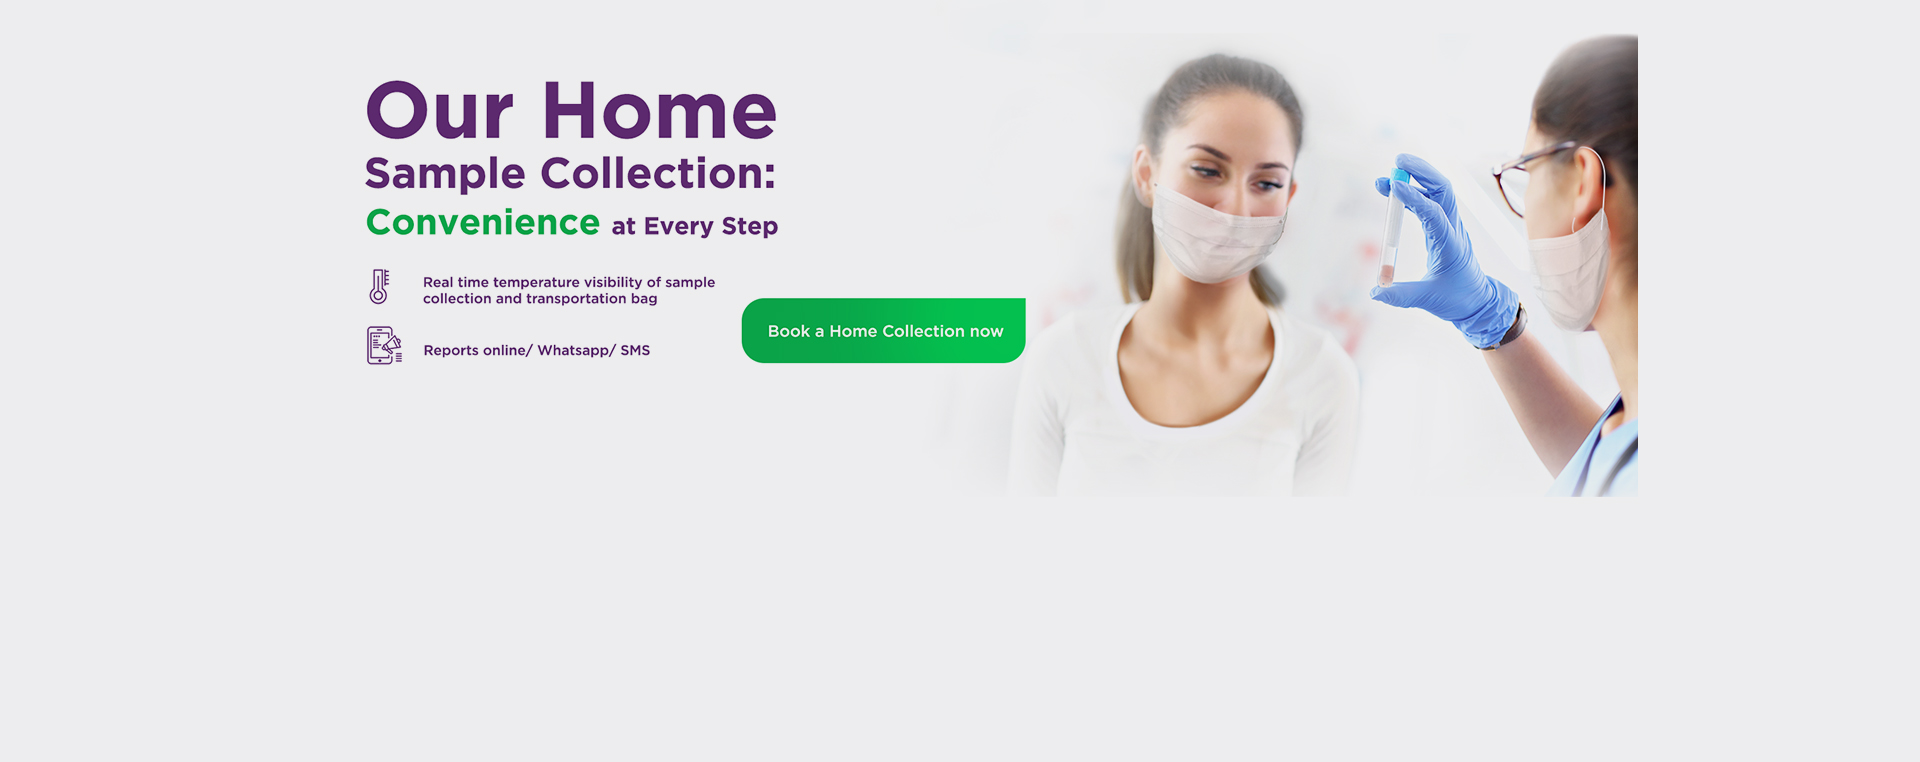 Our Home
Sample Collection:
Convenience at Every Step
Real time temperature visibility of sample
collection and transportation bag
Reports online/ Whatsapp/ SMS
Book a Home Collection now